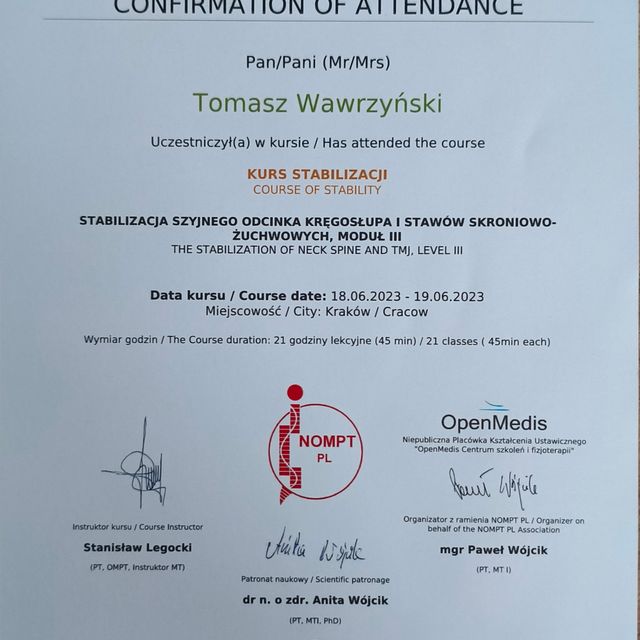 CONFIRMATION OF ATTENDANCE
Pan/Pani (Mr/Mrs)
Tomasz Wawrzyński
Uczestniczył(a) w kursie / Has attended the course
KURS STABILIZACJI
COURSE OF STABILITY
STABILIZACJA SZYJNEGO ODCINKA KRĘGOSŁUPA I STAWÓW SKRONIOWO-
ŻUCHWOWYCH, MODUŁ III
THE STABILIZATION OF NECK SPINE AND TMJ, LEVEL III
Data kursu / Course date: 18.06.2023 - 19.06.2023
Miejscowość / City: Kraków / Cracow
Wymiar godzin / The Course duration: 21 godziny lekcyjne (45 min) / 21 classes ( 45min each)
NOMPT
PL
OpenMedis
Niepubliczna Placówka Kształcenia Ustawicznego
"OpenMedis Centrum szkoleń i fizjoterapii"
Instruktor kursu / Course Instructor
Stanisław Legocki
(PT, OMPT, Instruktor MT)
Patronat naukowy / Scientific patronage
dr n. o zdr. Anita Wójcik
(PT, MTI, PhD)
Organizator z ramienia NOMPT PL / Organizer on
behalf of the NOMPT PL Association
mgr Paweł Wójcik
(PT, MT I)